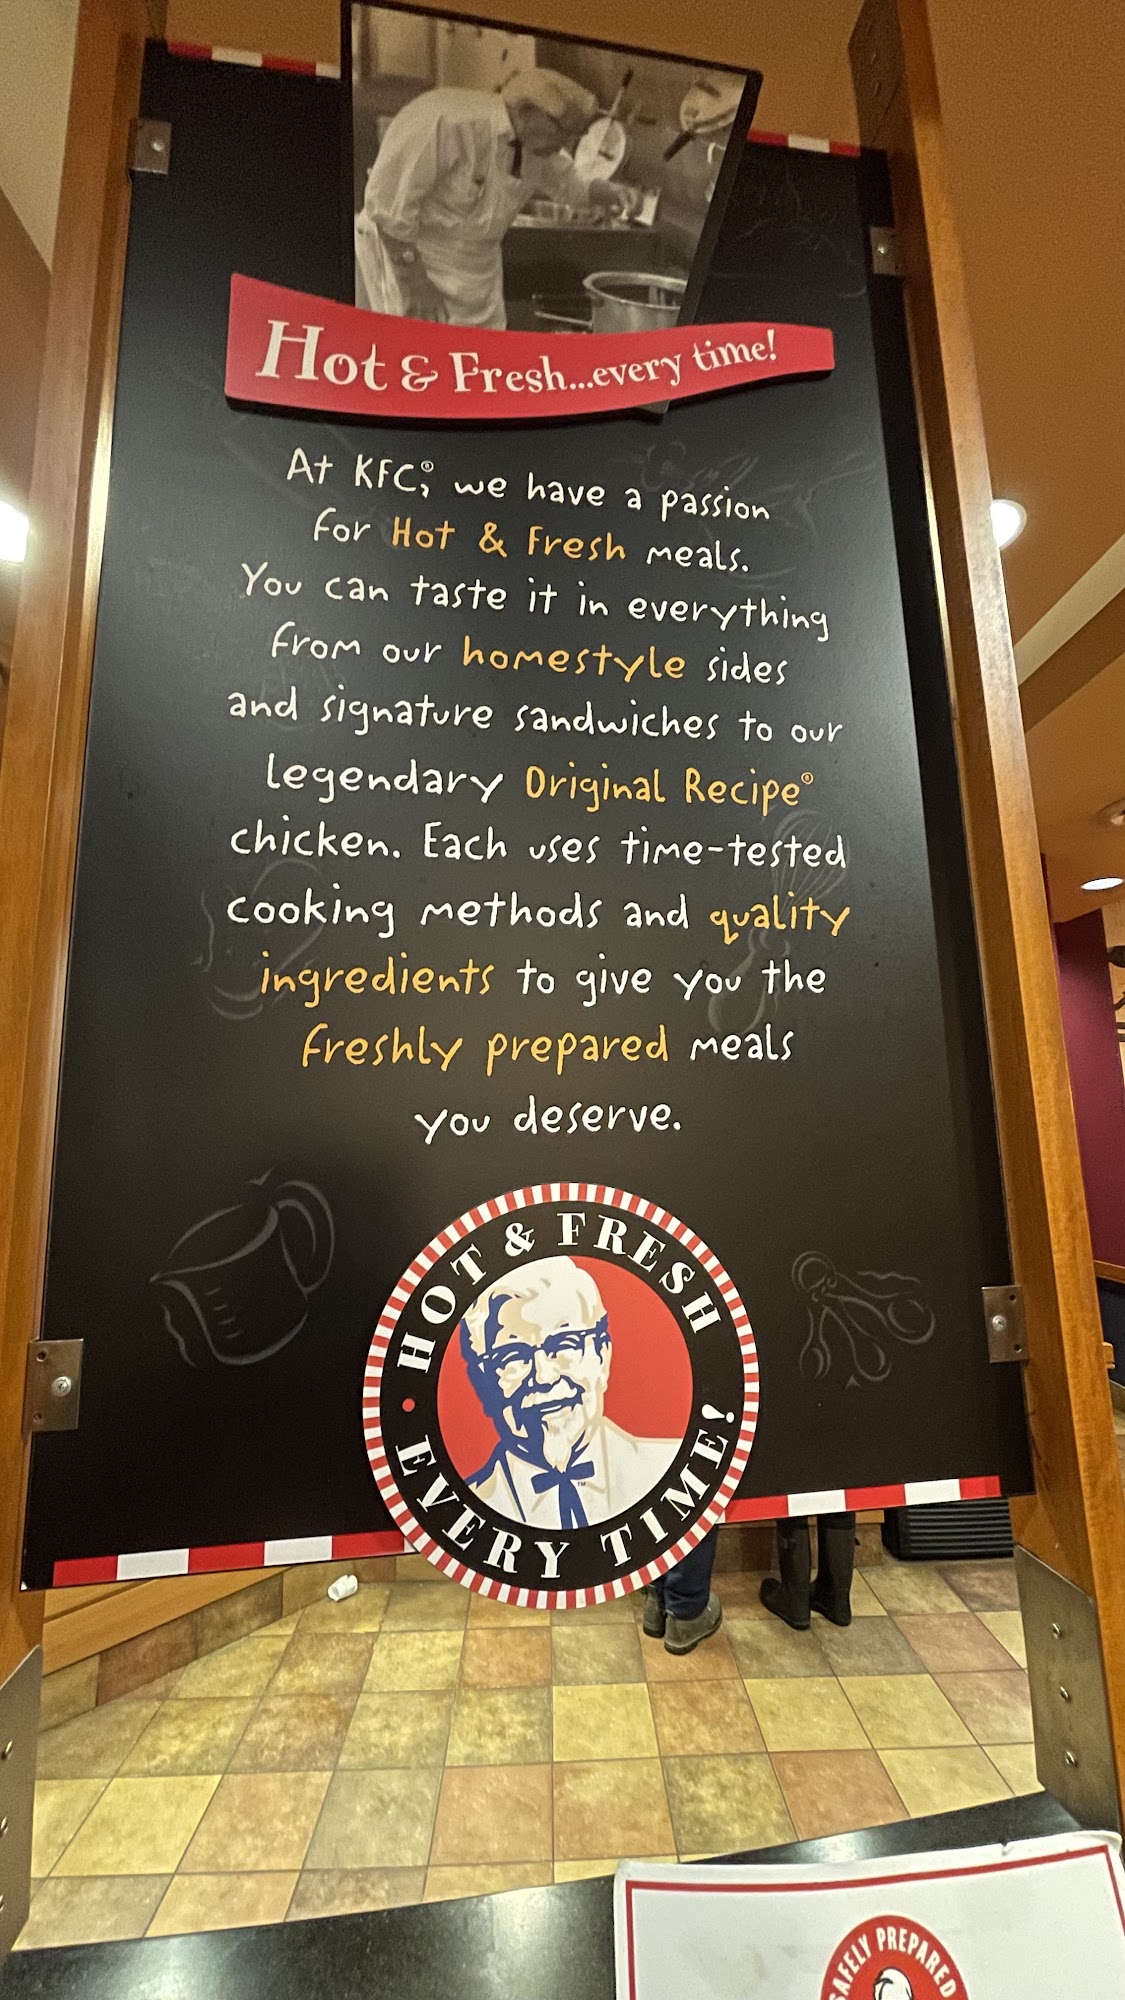 Hot & Fresh...every time!
At KFC®, we have a passion
for Hot & Fresh meals.
You can taste it in everything
from our homestyle sides
and signature sandwiches to our
legendary Original Recipe®
chicken. Each uses time-tested
cooking methods and quality
ingredients to give you the
freshly prepared meals
you deserve.
HOT & FRESH
• EVERY TIME!
TM
SAFELY PREPARED